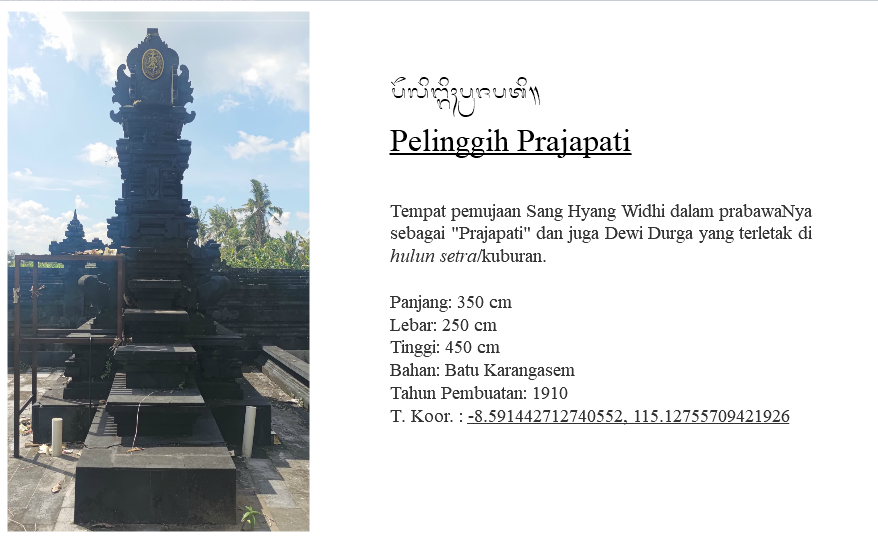 ᬧᭂᬮᬶᬗ᭄ᬕᬶᬄᬧ᭄ᬭᬚᬧᬢᬶ᭟
Pelinggih Prajapati
Tempat pemujaan Sang Hyang Widhi dalam prabawaNya
sebagai "Prajapati" dan juga Dewi Durga yang terletak di
hulun setra/kuburan.
Panjang: 350 cm
Lebar: 250 cm
Tinggi: 450 cm
Bahan: Batu Karangasem
Tahun Pembuatan: 1910
T. Koor. : -8.591442712740552, 115.12755709421926